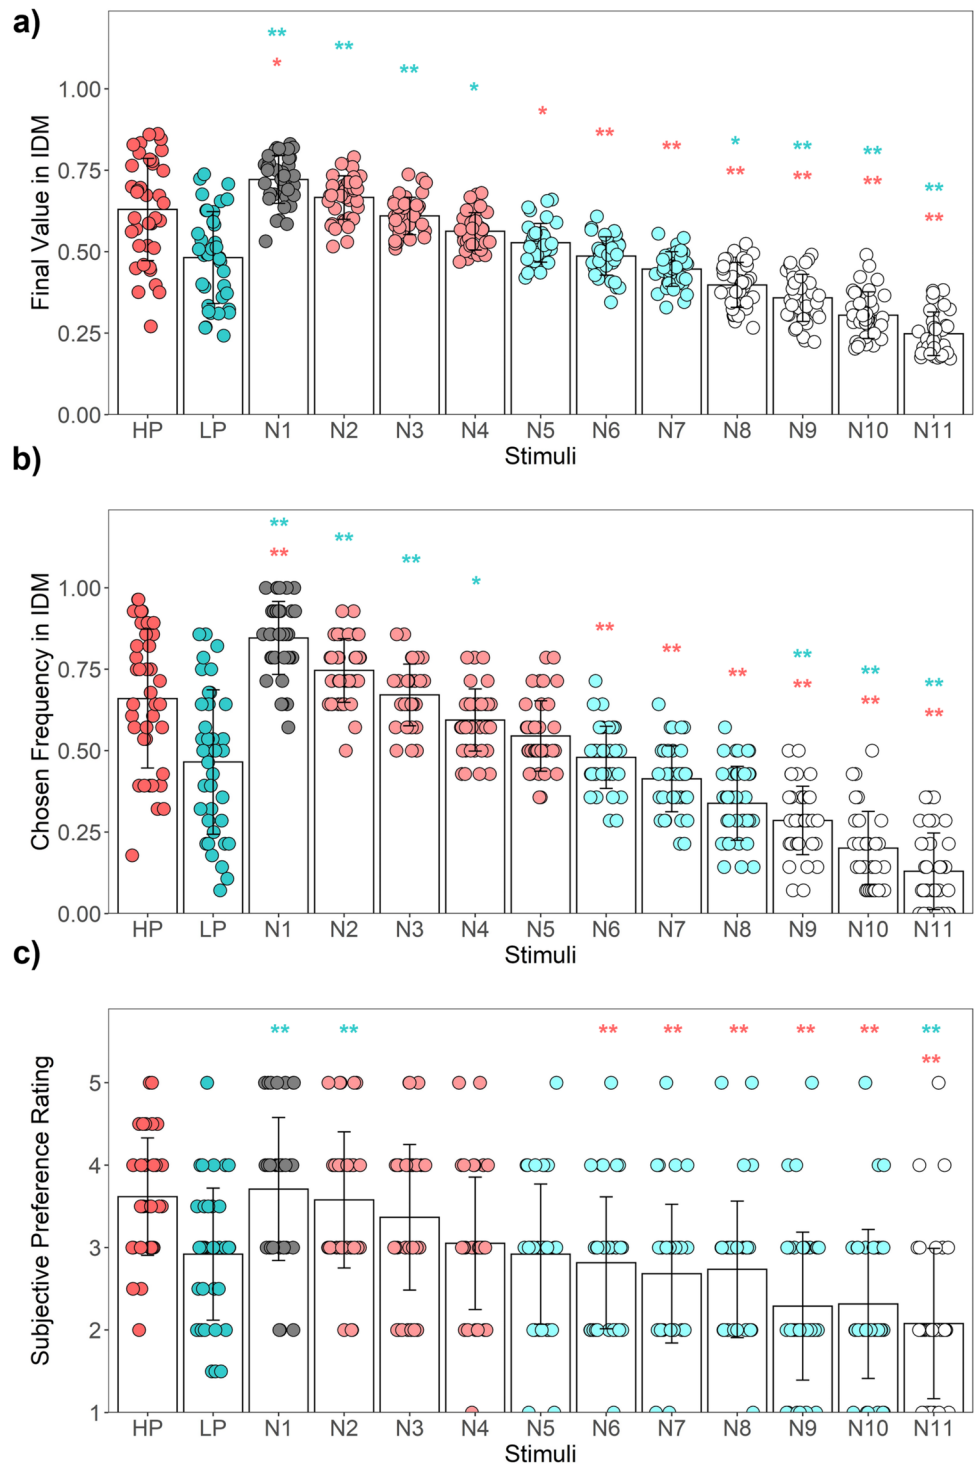 a)
Final Value in IDM
1.00
0.75
0.50
0.25
0.00
** ** ** * * ** ** * ** ** **
* ** ** ** **
HP LP N1 N2 N3 N4 N5 N6 N7 N8 N9 N10 N11
Stimuli
b)
Chosen Frequency in IDM
1.00
0.75
0.50
0.25
0.00
** ** ** * ** ** ** ** ** **
** ** ** **
HP LP N1 N2 N3 N4 N5 N6 N7 N8 N9 N10 N11
Stimuli
c)
Subjective Preference Rating
5
4
3
2
1
** ** ** ** ** ** ** **
**
HP LP N1 N2 N3 N4 N5 N6 N7 N8 N9 N10 N11
Stimuli